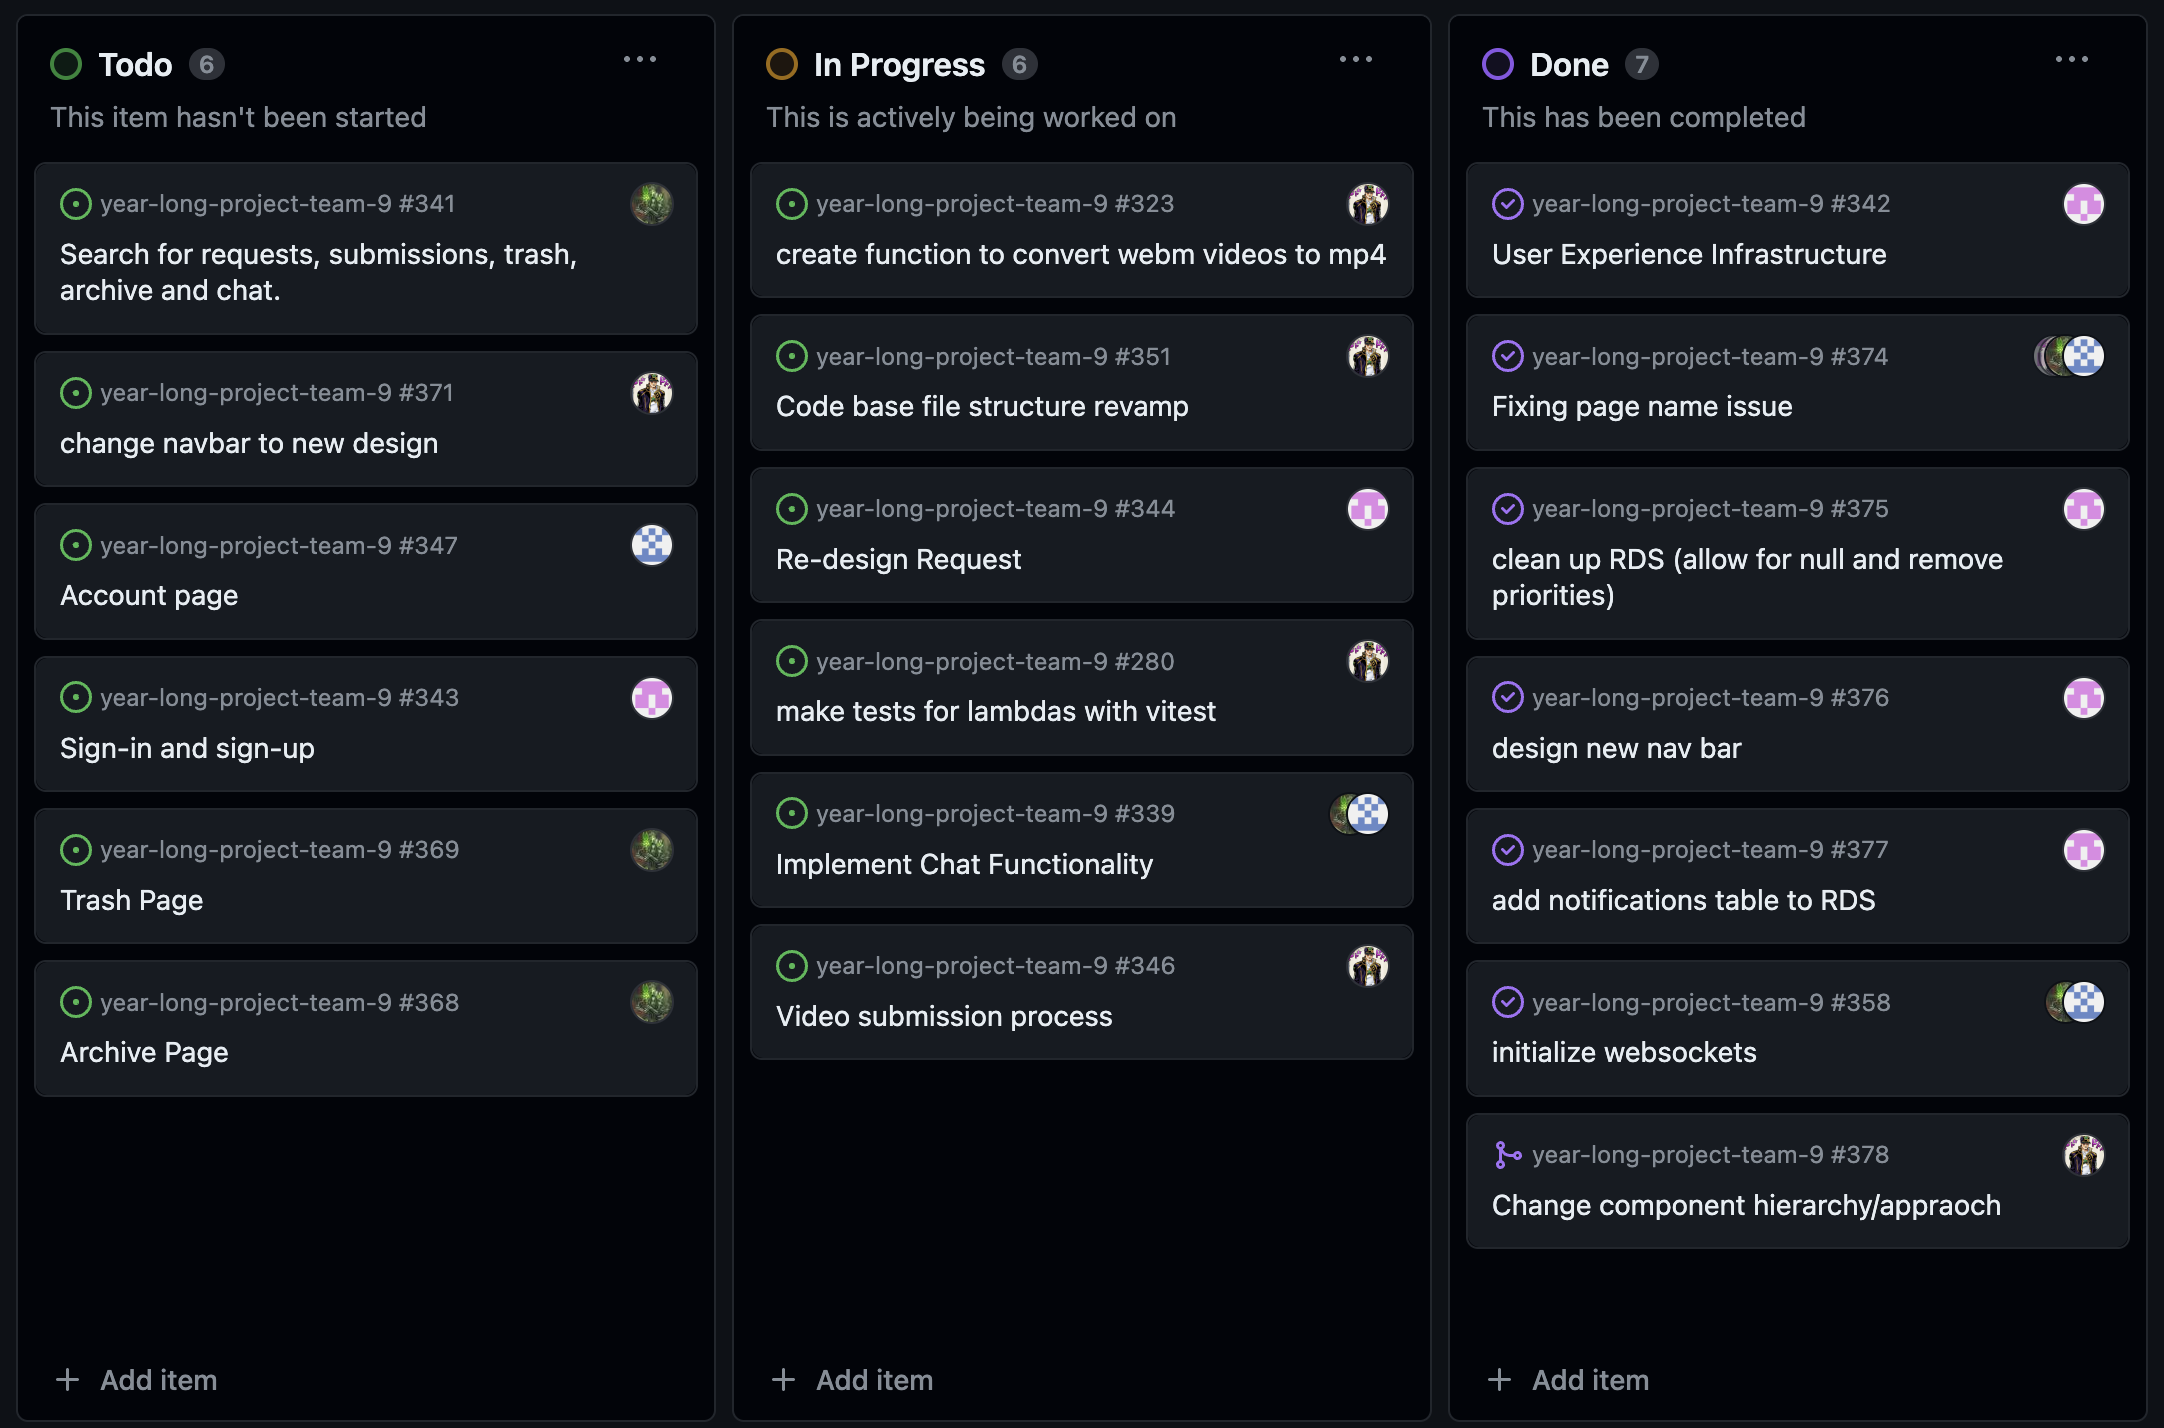 Todo 6
This item hasn't been started
year-long-project-team-9 #341
Search for requests, submissions, trash,
archive and chat.
year-long-project-team-9 #371
change navbar to new design
year-long-project-team-9 #347
Account page
year-long-project-team-9 #343
Sign-in and sign-up
year-long-project-team-9 #369
Trash Page
year-long-project-team-9 #368
Archive Page
Add item
In Progress 6
This is actively being worked on
year-long-project-team-9 #323
create function to convert webm videos to mp4
year-long-project-team-9 #351
Code base file structure revamp
year-long-project-team-9 #344
Re-design Request
year-long-project-team-9 #280
make tests for lambdas with vitest
year-long-project-team-9 #339
Implement Chat Functionality
year-long-project-team-9 #346
Video submission process
Add item
Done 7
This has been completed
year-long-project-team-9 #342
User Experience Infrastructure
year-long-project-team-9 #374
Fixing page name issue
year-long-project-team-9 #375
clean up RDS (allow for null and remove
priorities)
year-long-project-team-9 #376
design new nav bar
year-long-project-team-9 #377
add notifications table to RDS
year-long-project-team-9 #358
initialize websockets
year-long-project-team-9 #378
Change component hierarchy/appraoch
Add item